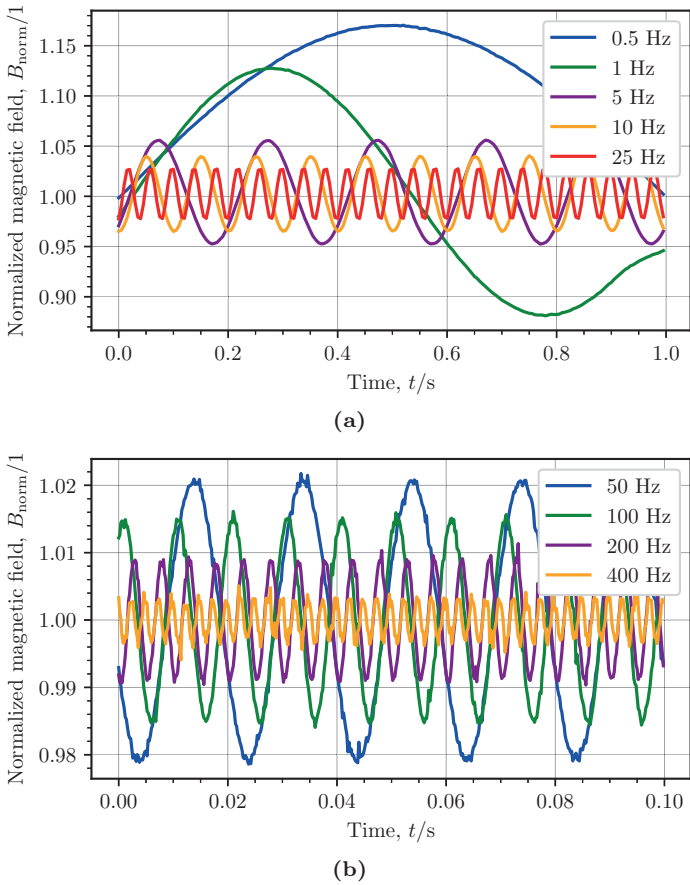 Normalized magnetic field, B_norm/1
1.15
1.10
1.05
1.00
0.95
0.90
0.5 Hz
1 Hz
5 Hz
10 Hz
25 Hz
0.0 0.2 0.4 0.6 0.8 1.0
Time, t/s
(a)
Normalized magnetic field, B_norm/1
1.02
1.01
1.00
0.99
0.98
50 Hz
100 Hz
200 Hz
400 Hz
0.00 0.02 0.04 0.06 0.08 0.10
Time, t/s
(b)